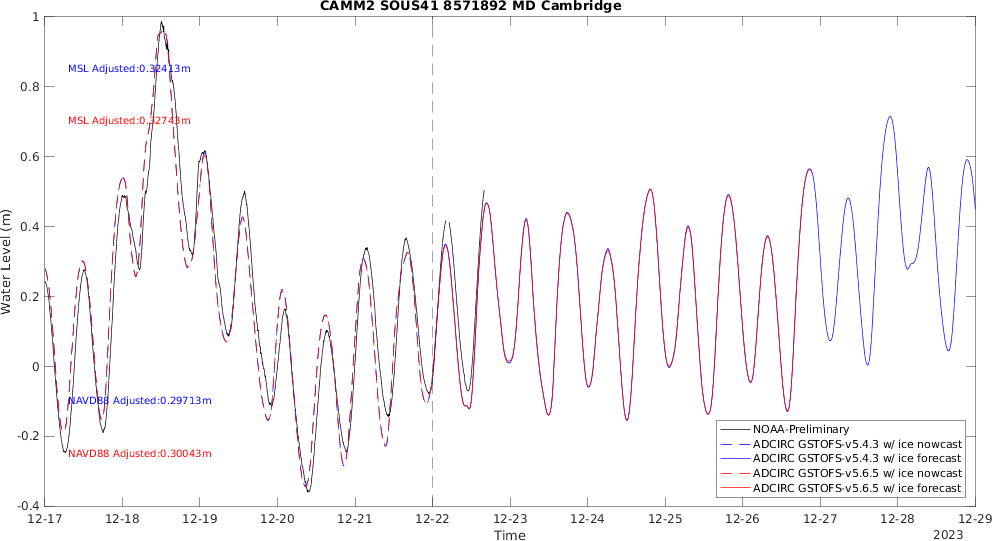 CAMM2 SOUS41 8571892 MD Cambridge
1
0.8
0.6
0.4
0.2
0
-0.2
-0.4
Water Level (m)
MSL Adjusted:0.32413m
MSL Adjusted:0.32743m
NAVD88 Adjusted:0.29713m
NAVD88 Adjusted:0.30043m
NOAA-Preliminary
ADCIRC GSTOFS-v5.4.3 w/ ice nowcast
ADCIRC GSTOFS-v5.4.3 w/ ice forecast
ADCIRC GSTOFS-v5.6.5 w/ ice nowcast
ADCIRC GSTOFS-v5.6.5 w/ ice forecast
12-17 12-18 12-19 12-20 12-21 12-22 12-23 12-24 12-25 12-26 12-27 12-28 12-29
Time
2023